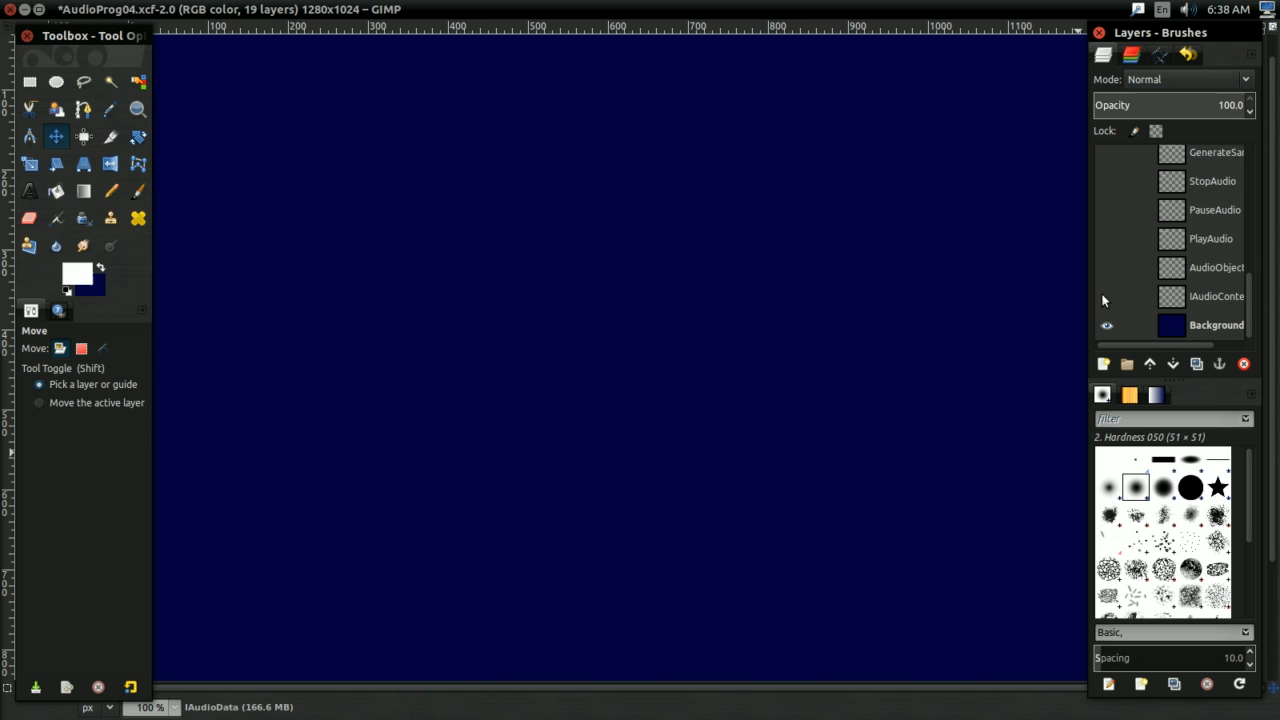 *AudioProg04.xcf-2.0 (RGB color, 19 layers) 1280x1024 – GIMP
En
6:38 AM
Toolbox - Tool Opt
100 200 300 400 500 600 700 800 900 1000 1100
Layers - Brushes
Mode: Normal
Opacity 100.0
Lock:
GenerateSa
StopAudio
PauseAudio
PlayAudio
AudioObject
IAudioConte
Background
Move
Move:
Tool Toggle (Shift)
Pick a layer or guide
Move the active layer
filter
2. Hardness 050 (51 × 51)
Basic,
Spacing 10.0
px 100 % IAudioData (166.6 MB)